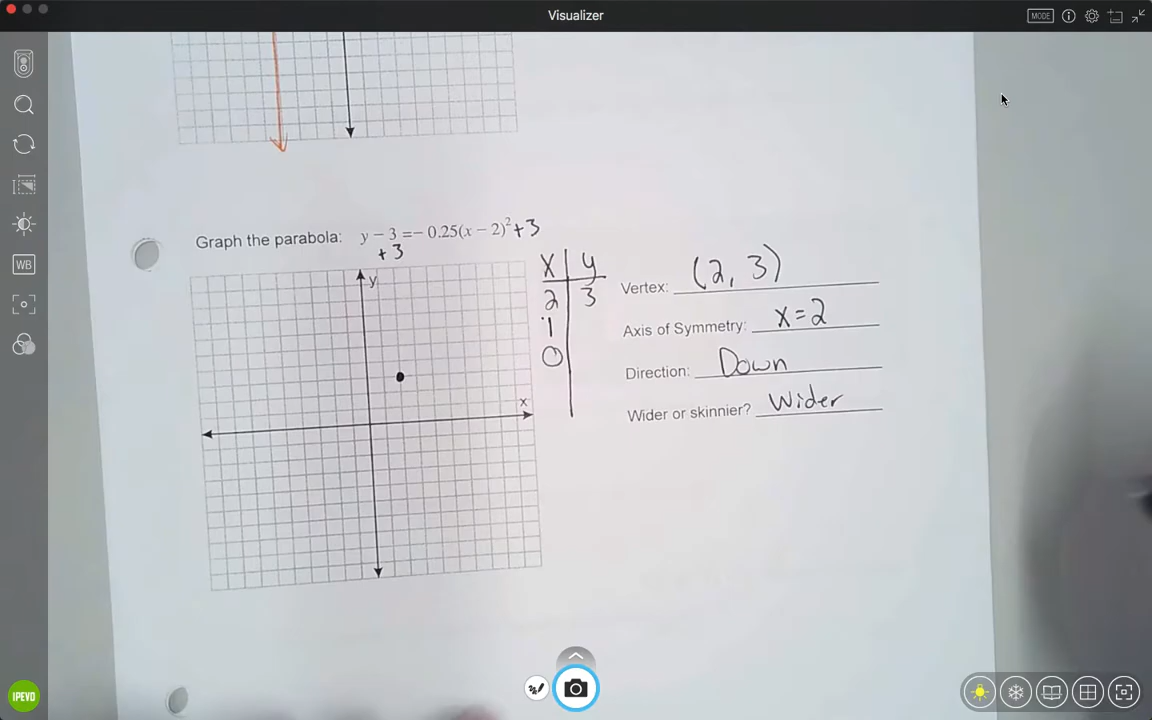 Visualizer
MODE
WB
Graph the parabola: y − 3 = − 0.25(x − 2)² + 3
+ 3
y
x
X | y
2 | 3
1
0
Vertex: (2, 3)
Axis of Symmetry: x = 2
Direction: Down
Wider or skinnier? Wider
IPEVO